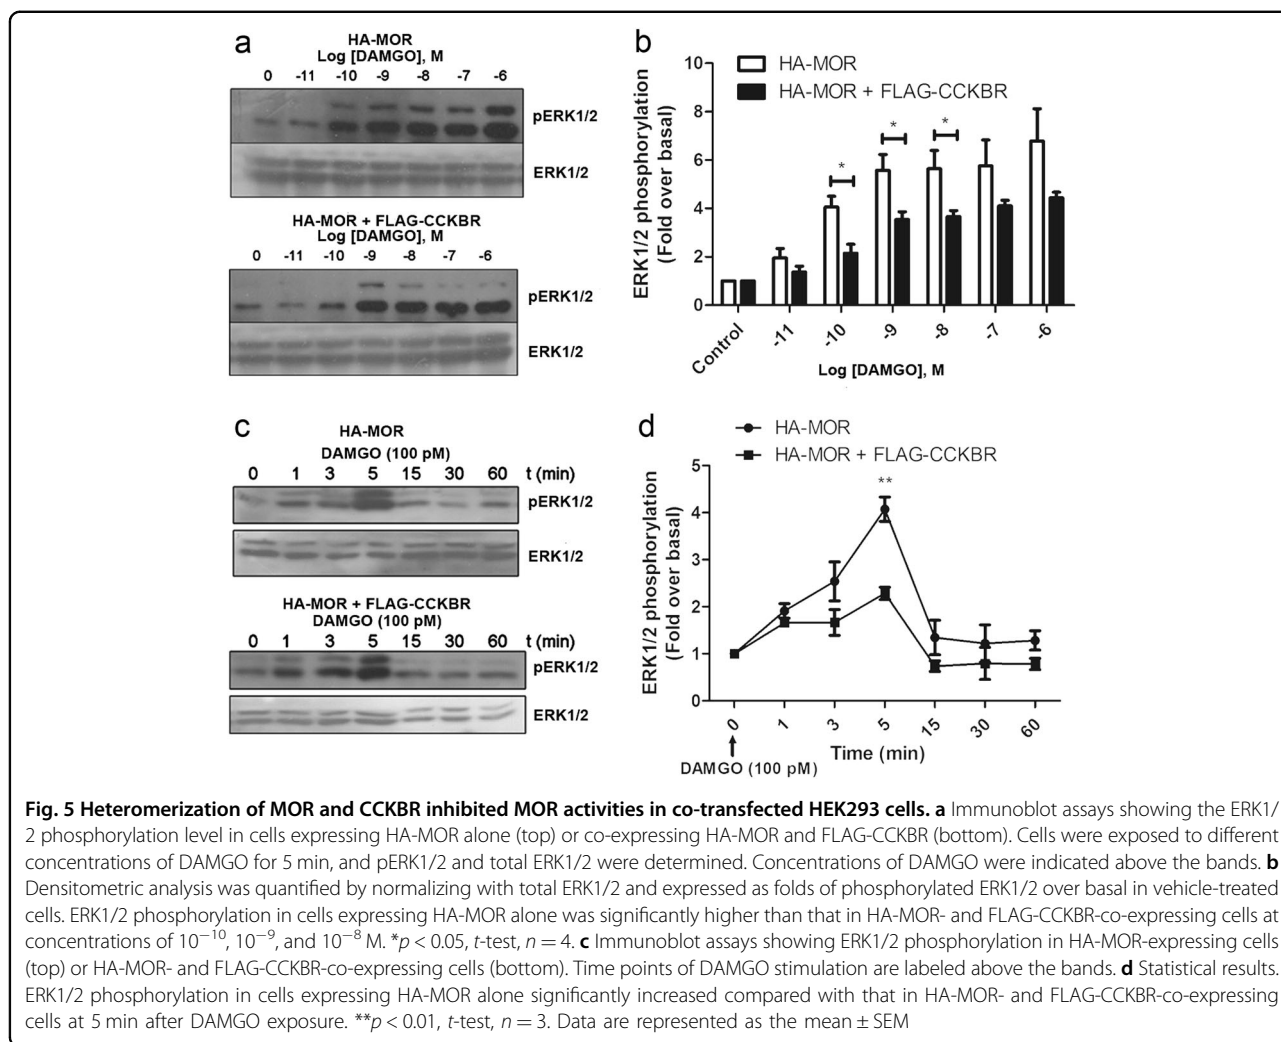 a
HA-MOR
Log [DAMGO], M
0 -11 -10 -9 -8 -7 -6
pERK1/2
ERK1/2
HA-MOR + FLAG-CCKBR
Log [DAMGO], M
0 -11 -10 -9 -8 -7 -6
pERK1/2
ERK1/2
b
HA-MOR
HA-MOR + FLAG-CCKBR
ERK1/2 phosphorylation
(Fold over basal)
10
8
6
4
2
0
* * *
Control -11 -10 -9 -8 -7 -6
Log [DAMGO], M
c
HA-MOR
DAMGO (100 pM)
0 1 3 5 15 30 60 t (min)
pERK1/2
ERK1/2
HA-MOR + FLAG-CCKBR
DAMGO (100 pM)
0 1 3 5 15 30 60 t (min)
pERK1/2
ERK1/2
d
HA-MOR
HA-MOR + FLAG-CCKBR
ERK1/2 phosphorylation
(Fold over basal)
5
4
3
2
1
0
**
0 1 3 5 15 30 60
Time (min)
DAMGO (100 pM)
Fig. 5 Heteromerization of MOR and CCKBR inhibited MOR activities in co-transfected HEK293 cells. a Immunoblot assays showing the ERK1/
2 phosphorylation level in cells expressing HA-MOR alone (top) or co-expressing HA-MOR and FLAG-CCKBR (bottom). Cells were exposed to different
concentrations of DAMGO for 5 min, and pERK1/2 and total ERK1/2 were determined. Concentrations of DAMGO were indicated above the bands. b
Densitometric analysis was quantified by normalizing with total ERK1/2 and expressed as folds of phosphorylated ERK1/2 over basal in vehicle-treated
cells. ERK1/2 phosphorylation in cells expressing HA-MOR alone was significantly higher than that in HA-MOR- and FLAG-CCKBR-co-expressing cells at
concentrations of 10⁻¹⁰, 10⁻⁹, and 10⁻⁸ M. *p < 0.05, t-test, n = 4. c Immunoblot assays showing ERK1/2 phosphorylation in HA-MOR-expressing cells
(top) or HA-MOR- and FLAG-CCKBR-co-expressing cells (bottom). Time points of DAMGO stimulation are labeled above the bands. d Statistical results.
ERK1/2 phosphorylation in cells expressing HA-MOR alone significantly increased compared with that in HA-MOR- and FLAG-CCKBR-co-expressing
cells at 5 min after DAMGO exposure. **p < 0.01, t-test, n = 3. Data are represented as the mean ± SEM